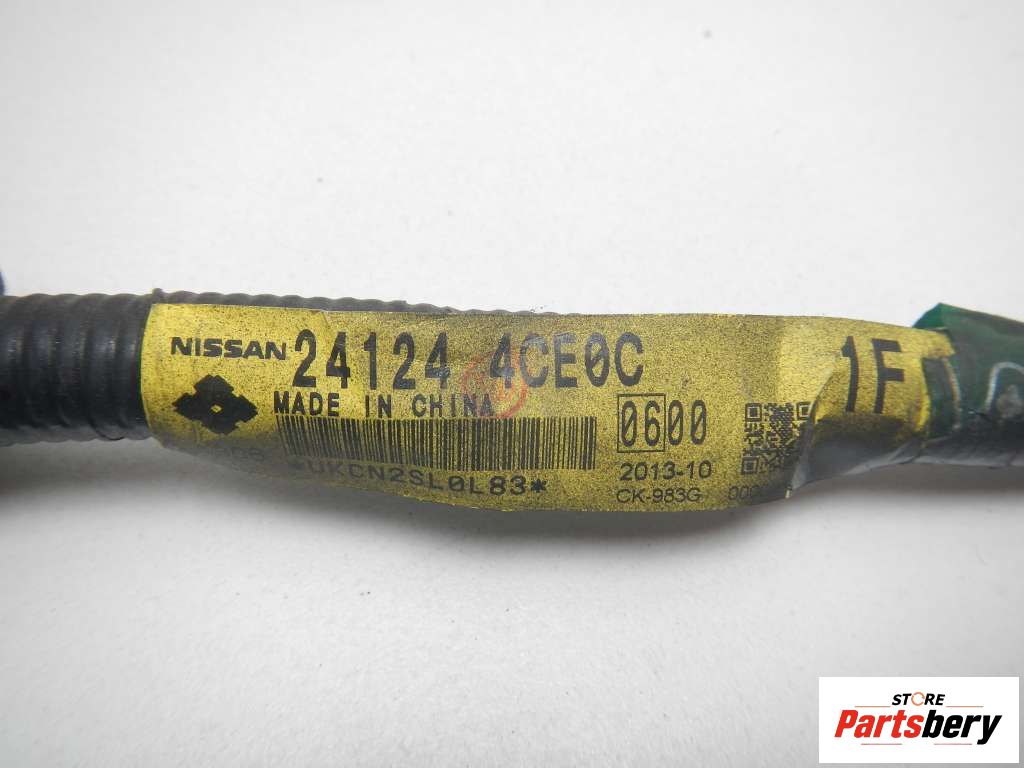 NISSAN 24124 4CE0C
1F
MADE IN CHINA
0600
*UKCN2SL0L83*
2013-10
CK-983G
STORE
Partsbery